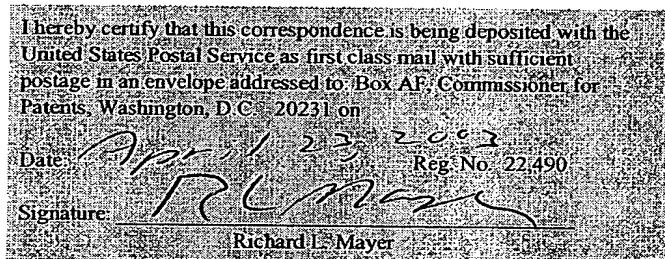 I hereby certify that this correspondence is being deposited with the
United States Postal Service as first class mail with sufficient
postage in an envelope addressed to: Box AF, Commissioner for
Patents, Washington, D.C. 20231 on
Date: April 23, 2003 Reg. No. 22,490
Signature: RL Mayer
Richard L. Mayer